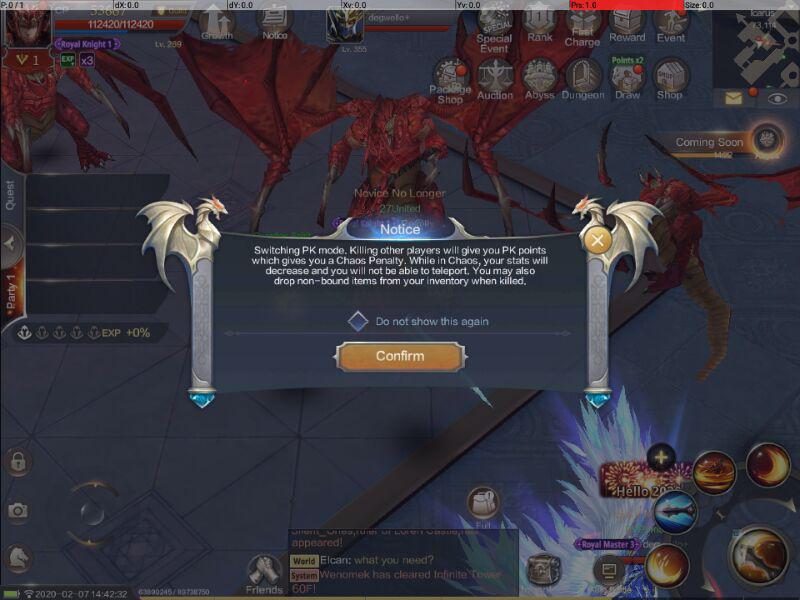 P: 0 / 1 dX: 0.0 dY: 0.0 Xv: 0.0 Yv: 0.0 Prs: 1.0 Size: 0.0
CP
112420/112420
Lv. 289
V 1
Royal Knight 1
EXP x3
Growth
Notice
degwello+
Lv. 355
Special Event
Rank
First Charge
Reward
Event
Icarus
Package Shop
Auction
Abyss
Dungeon
Points x2
Draw
Shop
Coming Soon
Quest
Party 1
EXP +0%
Novice No Longer
27United
Notice
Switching PK mode. Killing other players will give you PK points
which gives you a Chaos Penalty. While in Chaos, your stats will
decrease and you will not be able to teleport. You may also
drop non-bound items from your inventory when killed.
Do not show this again
Confirm
Full
Royal Master 3
appeared!
World Elcan: what you need?
System Wenomek has cleared Infinite Tower
60F!
Friends
2020-02-07 14:42:32